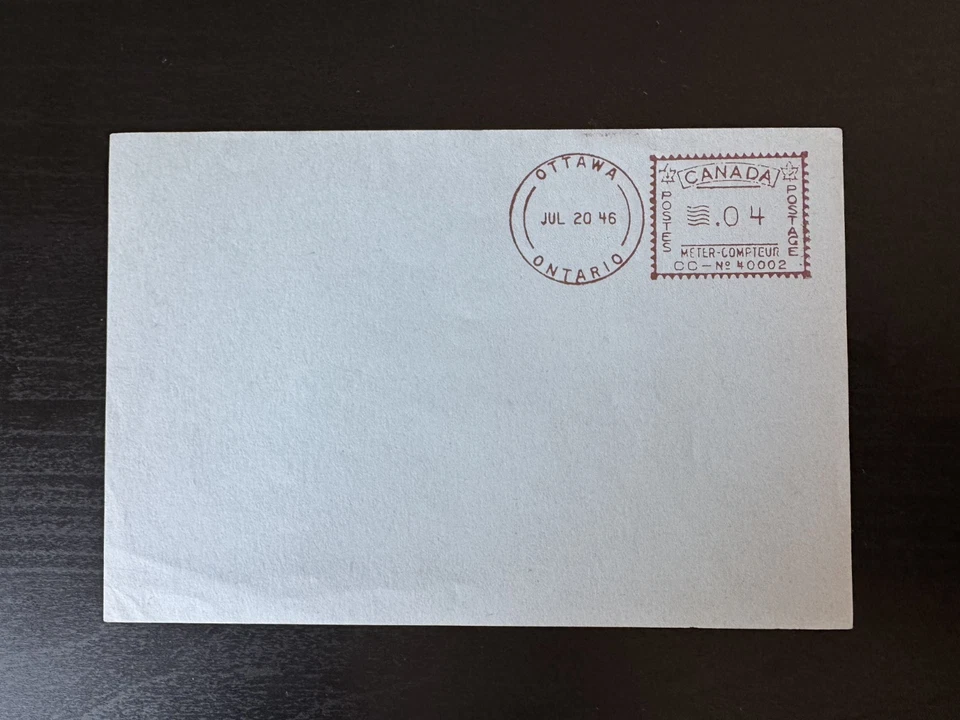 OTTAWA
JUL 20 46
ONTARIO
CANADA
POSTES
.04
POSTAGE
METER-COMPTEUR
CC-Nº 40002